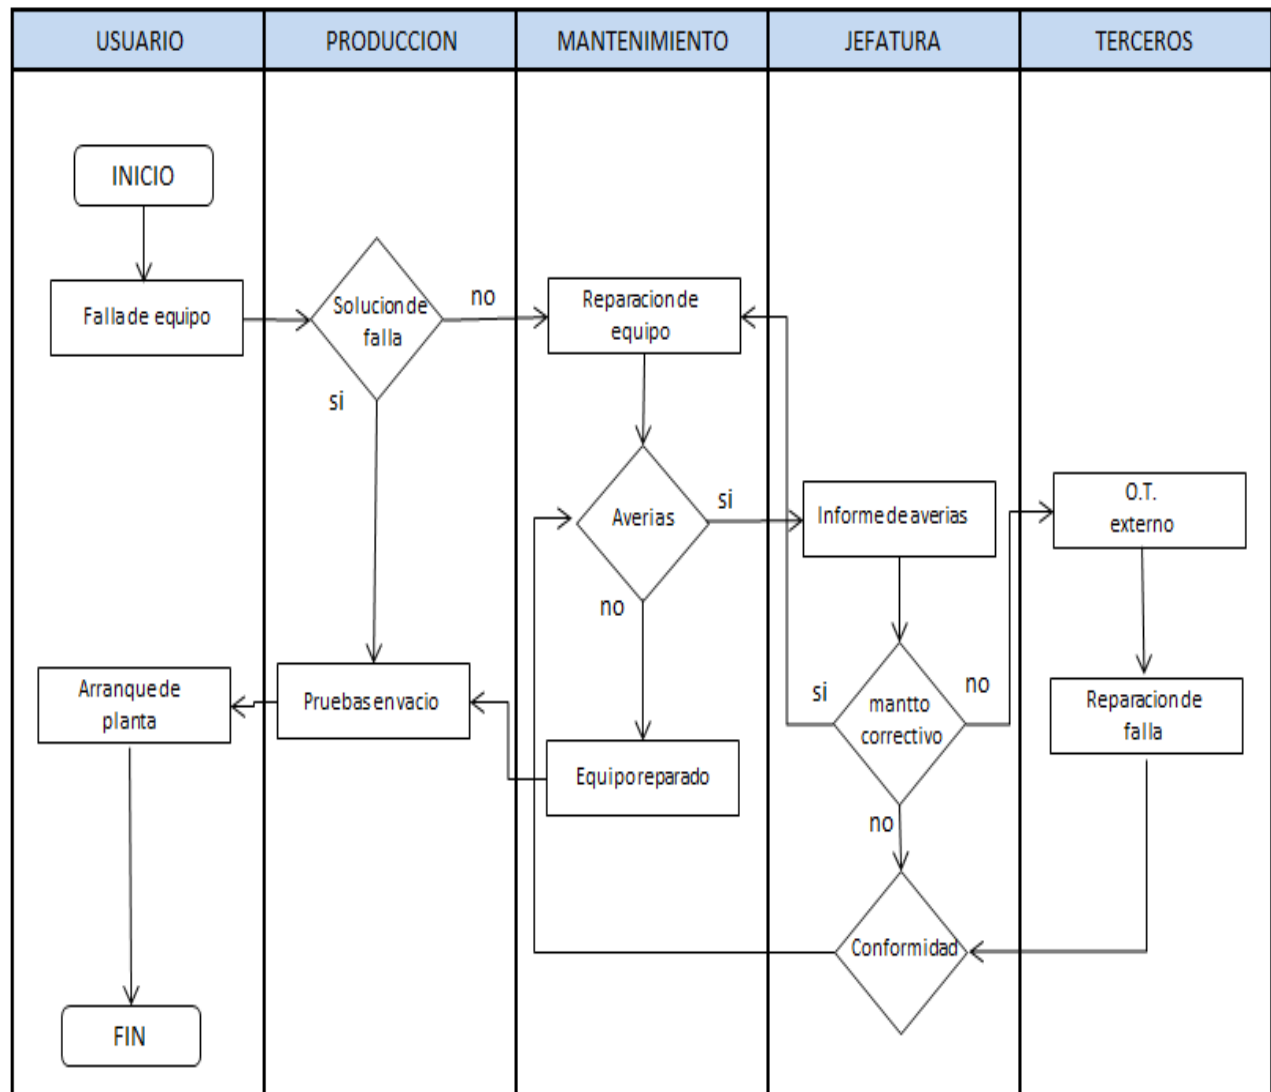 USUARIO
PRODUCCION
MANTENIMIENTO
JEFATURA
TERCEROS
INICIO
Falla de equipo
Solucion de
falla
no
si
Reparacion de
equipo
Averias
si
no
Informe de averias
O.T.
externo
Arranque de
planta
Pruebas en vacio
Equipo reparado
si
mantto
correctivo
no
no
Reparacion de
falla
Conformidad
FIN